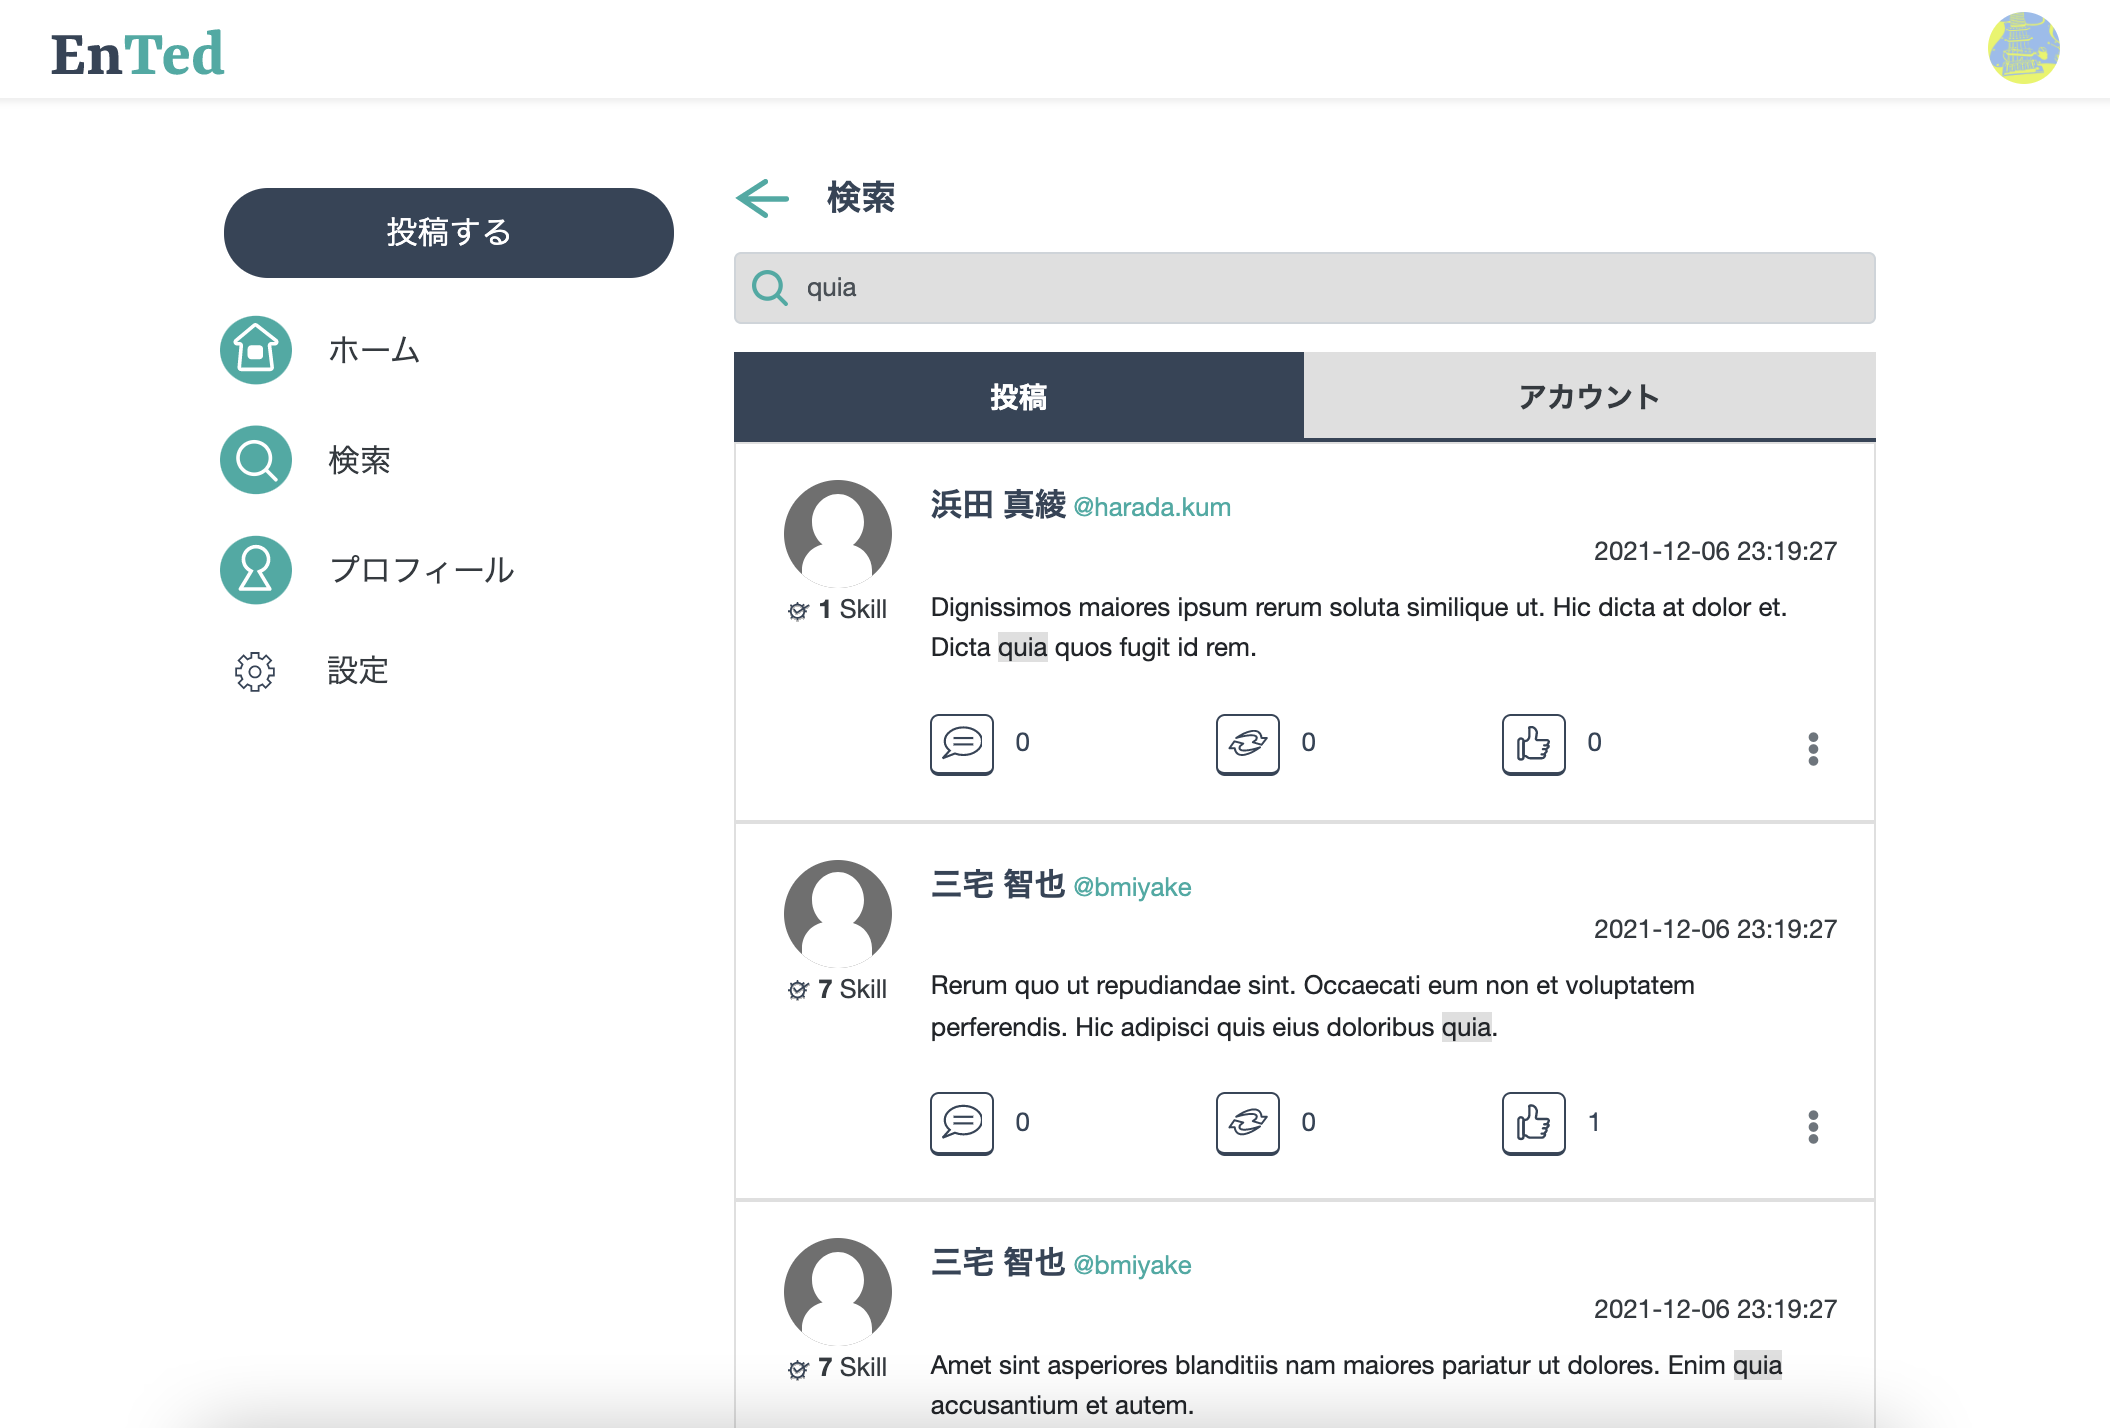 EnTed
投稿する
ホーム
検索
プロフィール
設定
検索
quia
投稿
アカウント
浜田 真綾 @harada.kum
2021-12-06 23:19:27
1 Skill
Dignissimos maiores ipsum rerum soluta similique ut. Hic dicta at dolor et.
Dicta quia quos fugit id rem.
0
0
0
三宅 智也 @bmiyake
2021-12-06 23:19:27
7 Skill
Rerum quo ut repudiandae sint. Occaecati eum non et voluptatem
perferendis. Hic adipisci quis eius doloribus quia.
0
0
1
三宅 智也 @bmiyake
2021-12-06 23:19:27
7 Skill
Amet sint asperiores blanditiis nam maiores pariatur ut dolores. Enim quia
accusantium et autem.